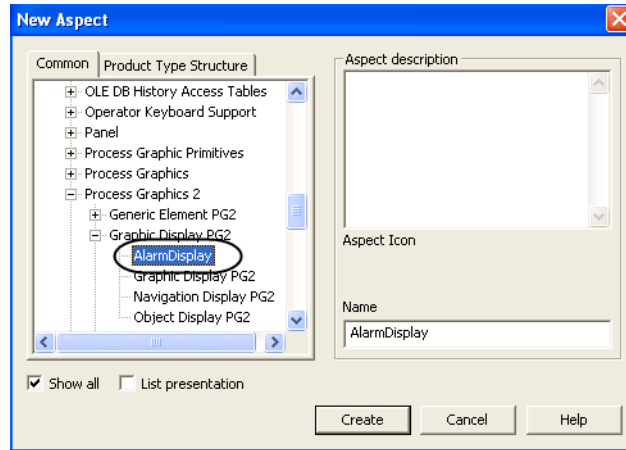 New Aspect
Common
Product Type Structure
OLE DB History Access Tables
Operator Keyboard Support
Panel
Process Graphic Primitives
Process Graphics
Process Graphics 2
Generic Element PG2
Graphic Display PG2
AlarmDisplay
Graphic Display PG2
Navigation Display PG2
Object Display PG2
Show all
List presentation
Aspect description
Aspect Icon
Name
AlarmDisplay
Create
Cancel
Help